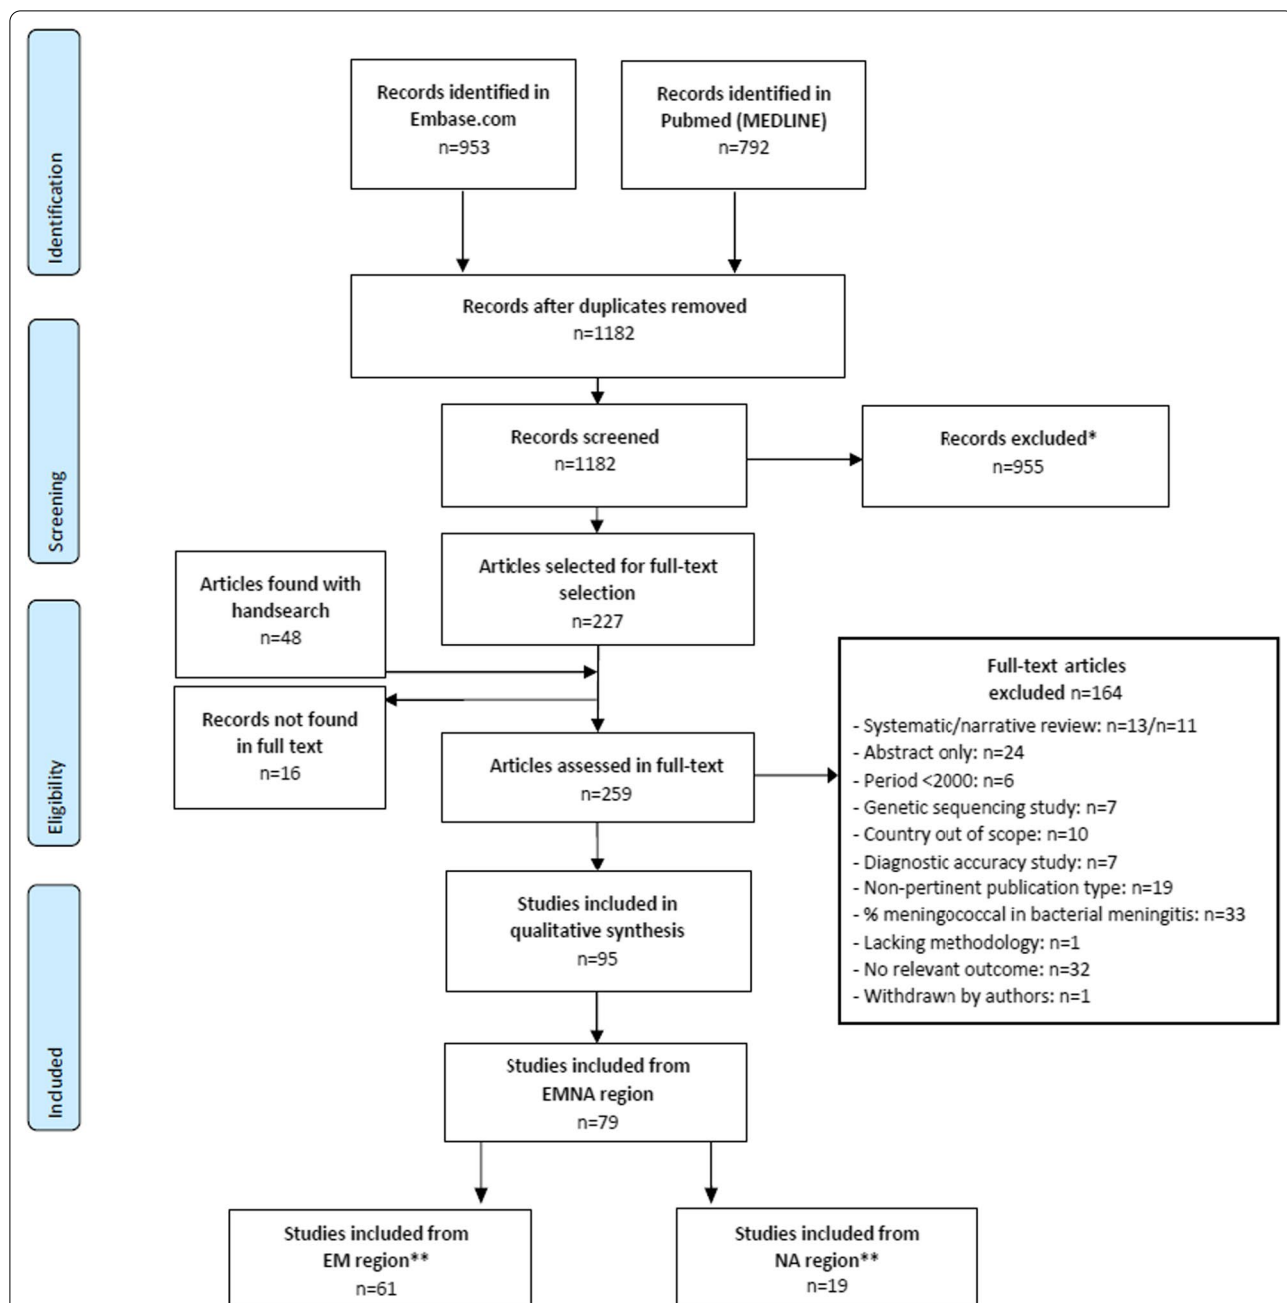 Identification
Records identified in
Embase.com
n=953
Records identified in
Pubmed (MEDLINE)
n=792
Records after duplicates removed
n=1182
Screening
Records screened
n=1182
Records excluded*
n=955
Articles selected for full-text
selection
n=227
Articles found with
handsearch
n=48
Records not found
in full text
n=16
Eligibility
Articles assessed in full-text
n=259
Full-text articles
excluded n=164
- Systematic/narrative review: n=13/n=11
- Abstract only: n=24
- Period <2000: n=6
- Genetic sequencing study: n=7
- Country out of scope: n=10
- Diagnostic accuracy study: n=7
- Non-pertinent publication type: n=19
- % meningococcal in bacterial meningitis: n=33
- Lacking methodology: n=1
- No relevant outcome: n=32
- Withdrawn by authors: n=1
Included
Studies included in
qualitative synthesis
n=95
Studies included from
EMNA region
n=79
Studies included from
EM region**
n=61
Studies included from
NA region**
n=19